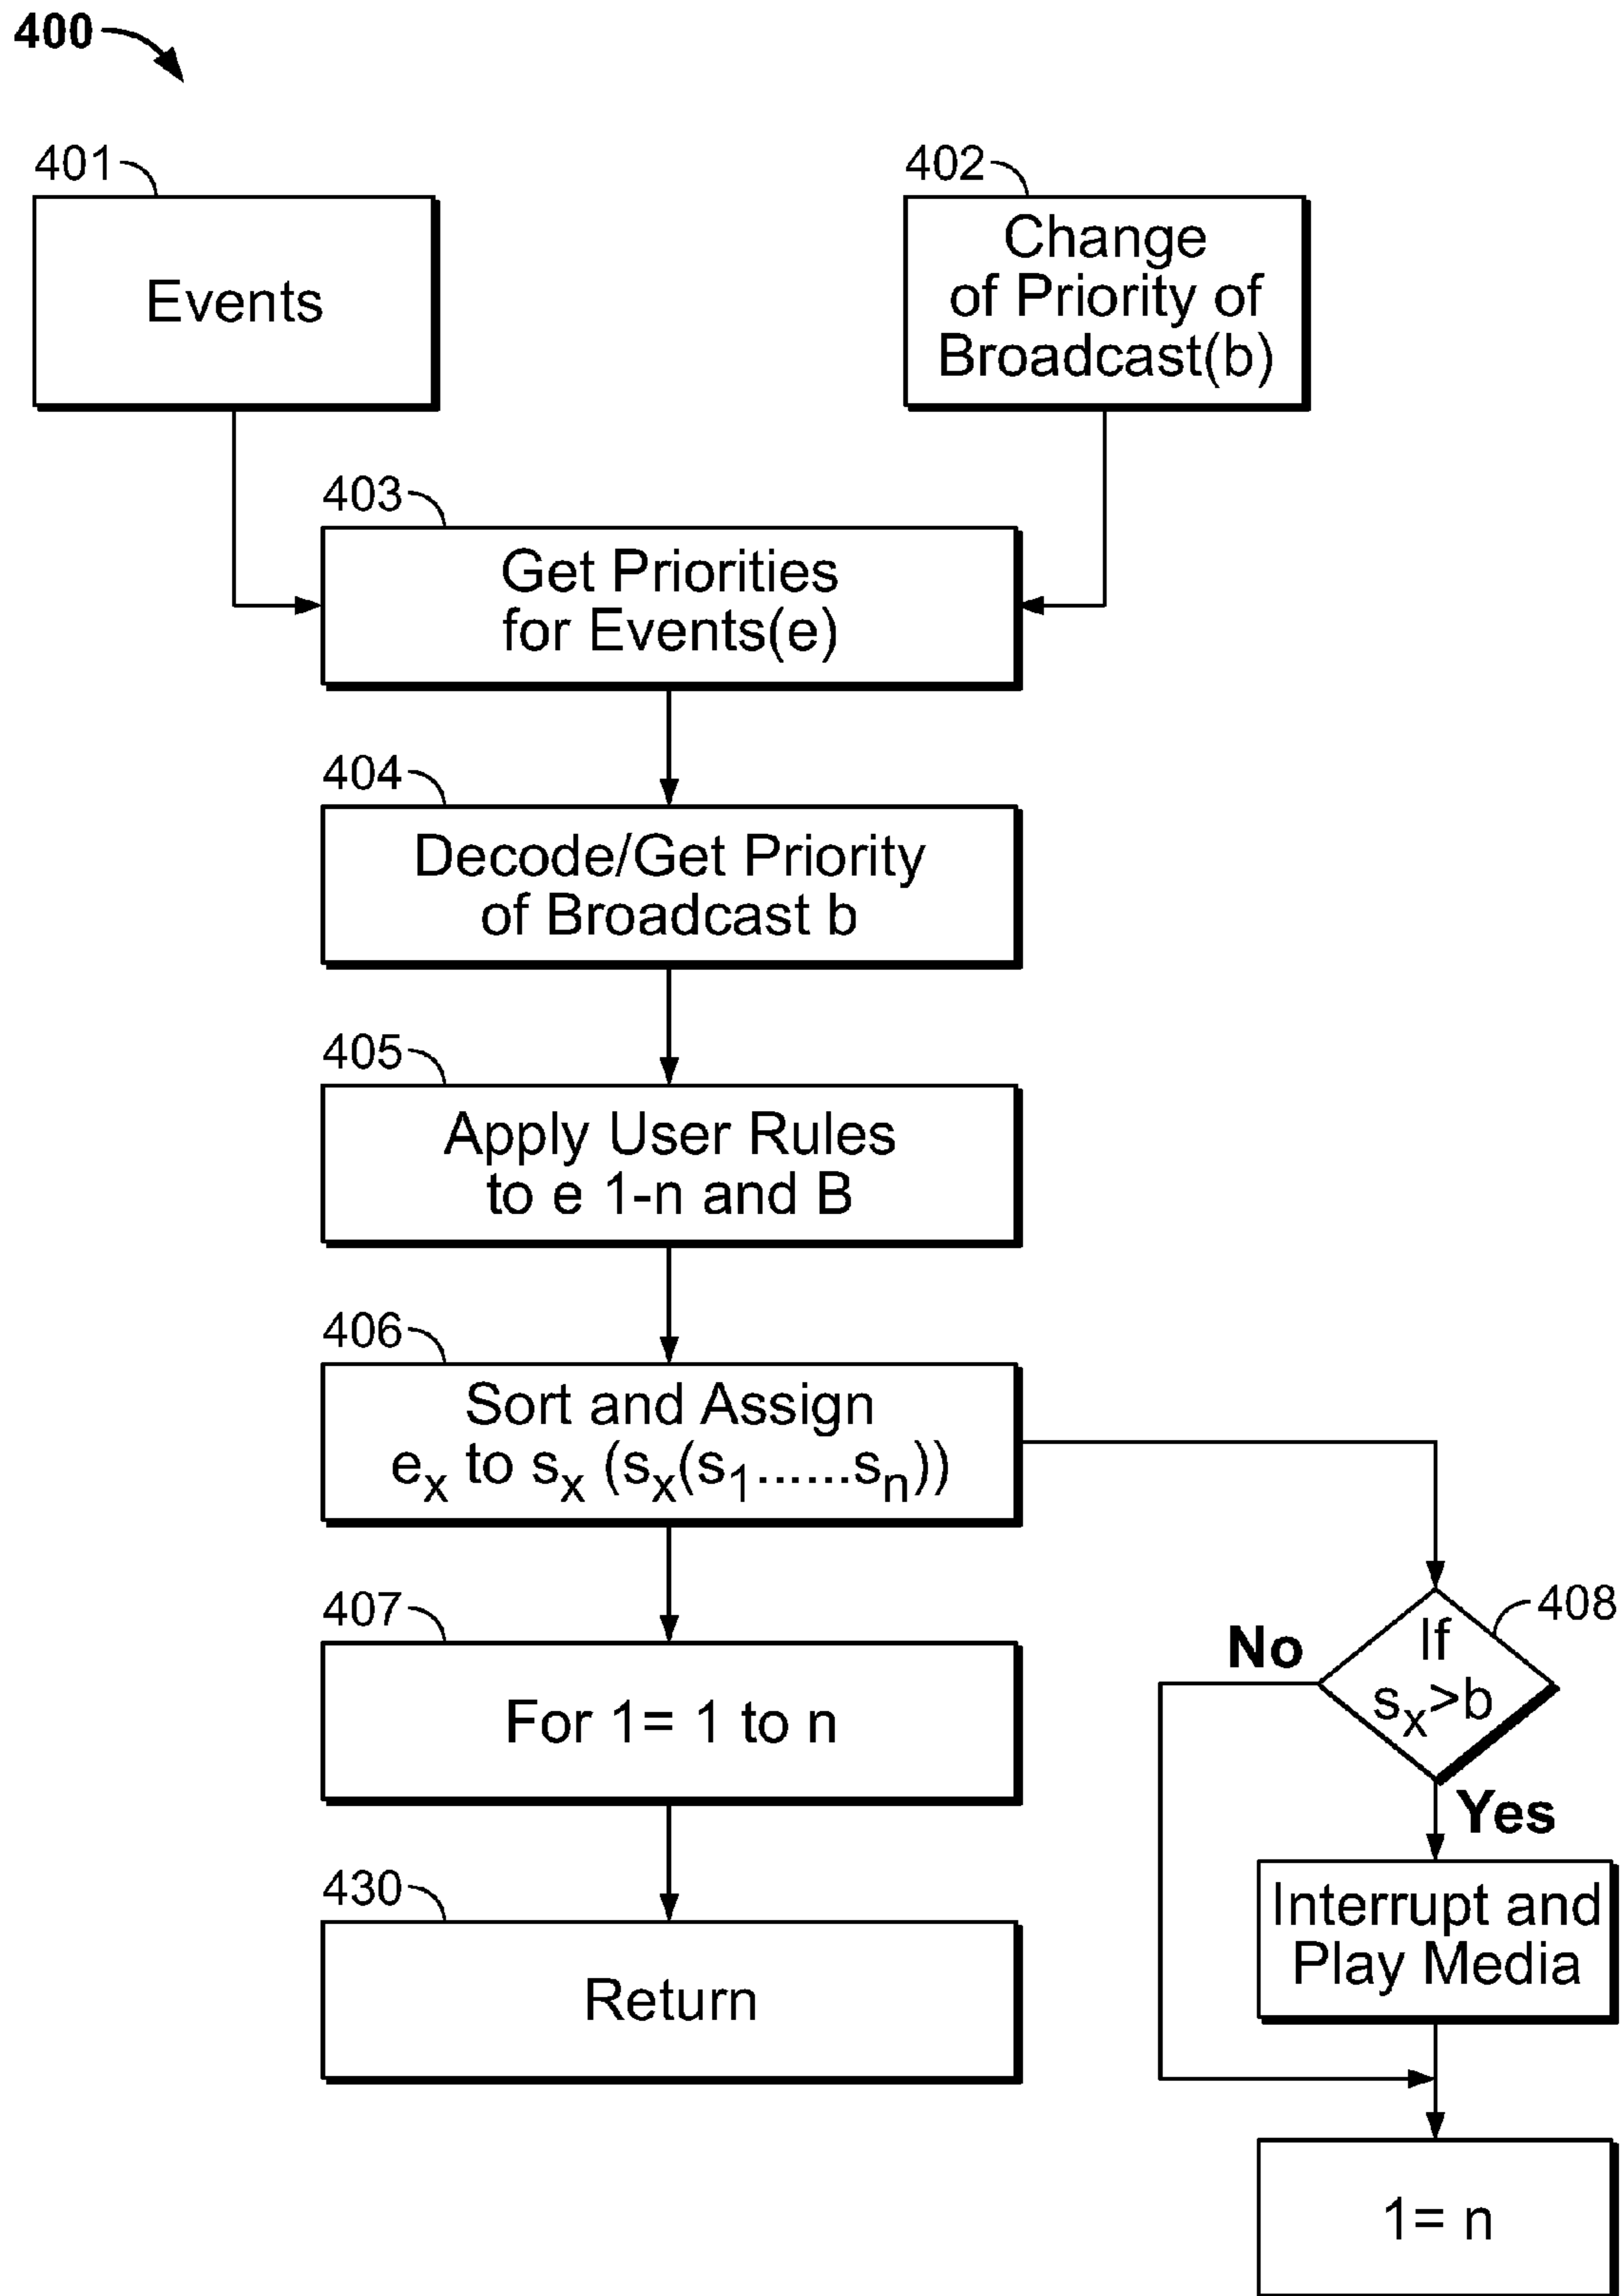 400
401
402
Events
Change
of Priority of
Broadcast(b)
403
Get Priorities
for Events(e)
404
Decode/Get Priority
of Broadcast b
405
Apply User Rules
to e 1-n and B
406
Sort and Assign
eₓ to sₓ (sₓ(s₁......sₙ))
407
For 1= 1 to n
408
No
If
sₓ>b
Yes
430
Return
Interrupt and
Play Media
1= n